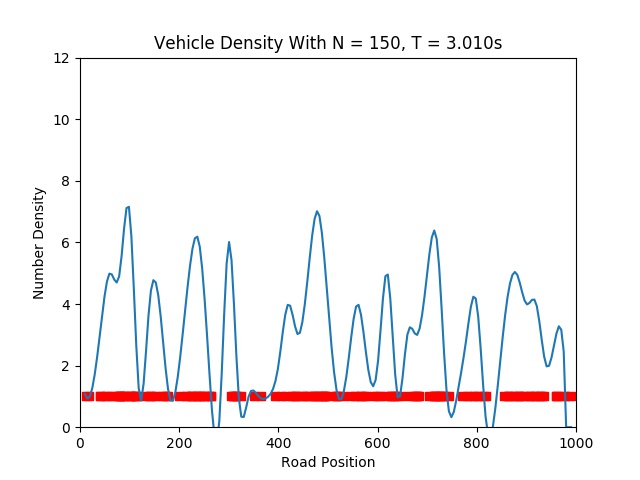 Vehicle Density With N = 150, T = 3.010s
12
10
8
6
4
2
0
Number Density
0 200 400 600 800 1000
Road Position